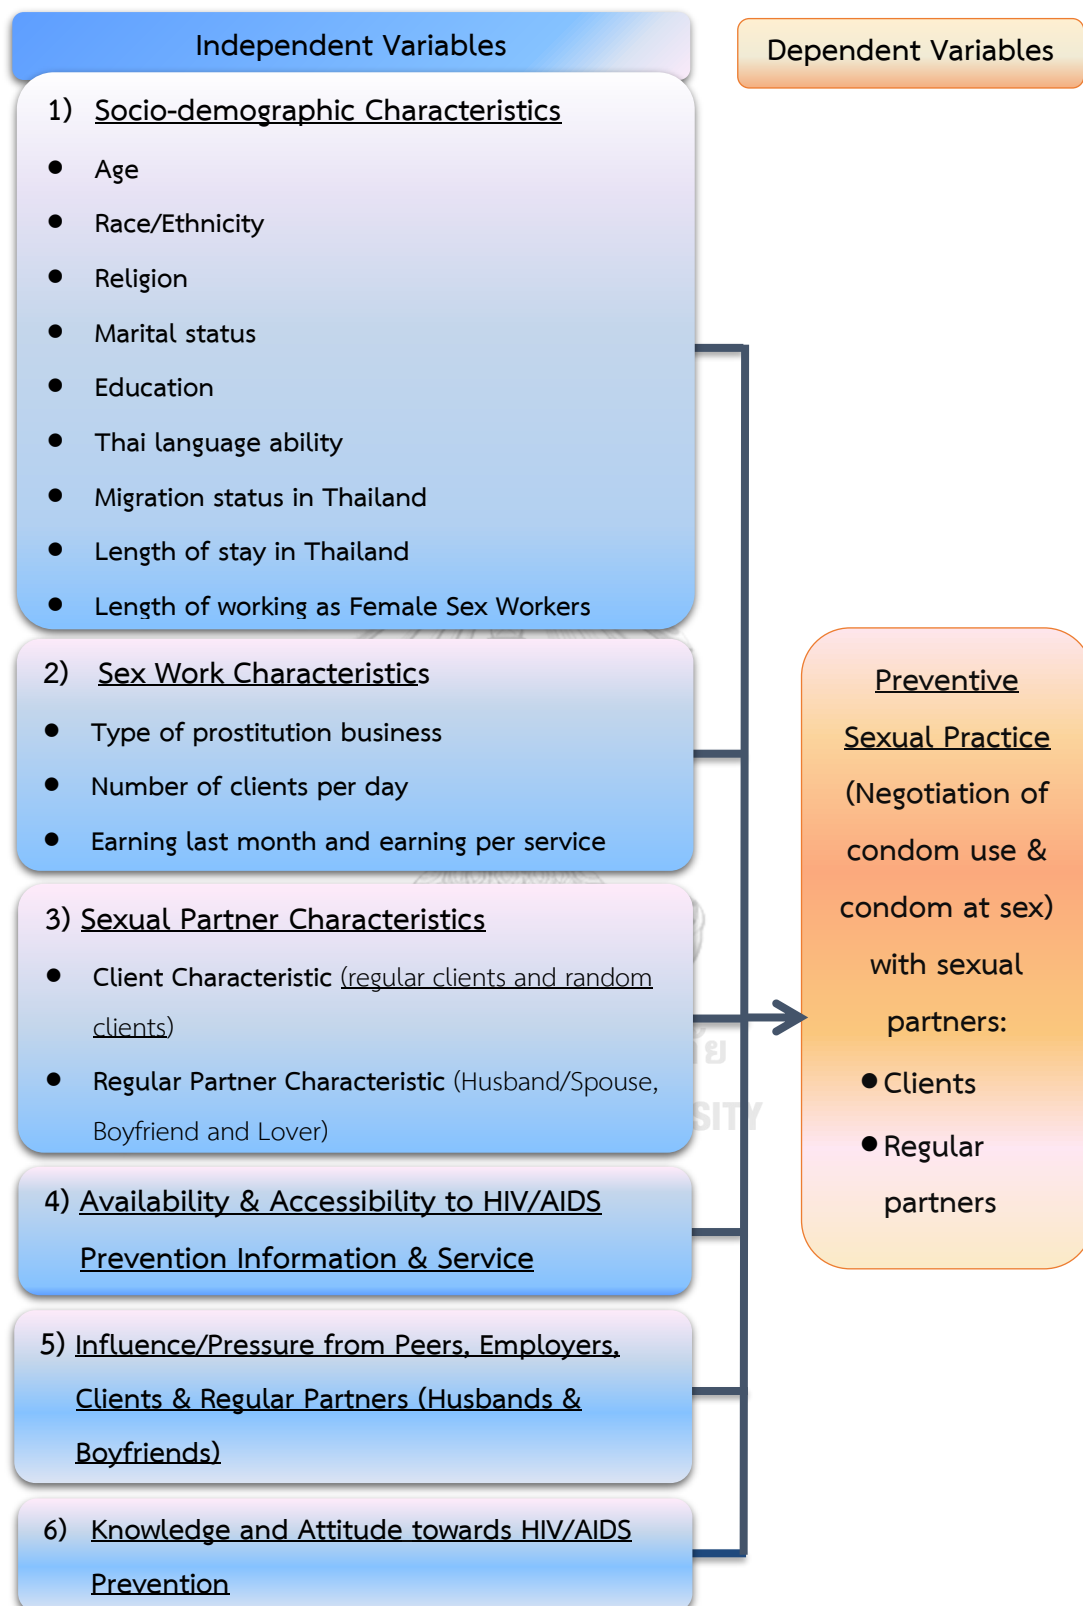 Independent Variables
Dependent Variables
1) Socio-demographic Characteristics
● Age
● Race/Ethnicity
● Religion
● Marital status
● Education
● Thai language ability
● Migration status in Thailand
● Length of stay in Thailand
● Length of working as Female Sex Workers
2) Sex Work Characteristics
● Type of prostitution business
● Number of clients per day
● Earning last month and earning per service
3) Sexual Partner Characteristics
● Client Characteristic (regular clients and random
clients)
● Regular Partner Characteristic (Husband/Spouse,
Boyfriend and Lover)
4) Availability & Accessibility to HIV/AIDS
Prevention Information & Service
5) Influence/Pressure from Peers, Employers,
Clients & Regular Partners (Husbands &
Boyfriends)
6) Knowledge and Attitude towards HIV/AIDS
Prevention
Preventive
Sexual Practice
(Negotiation of
condom use &
condom at sex)
with sexual
partners:
● Clients
● Regular
partners